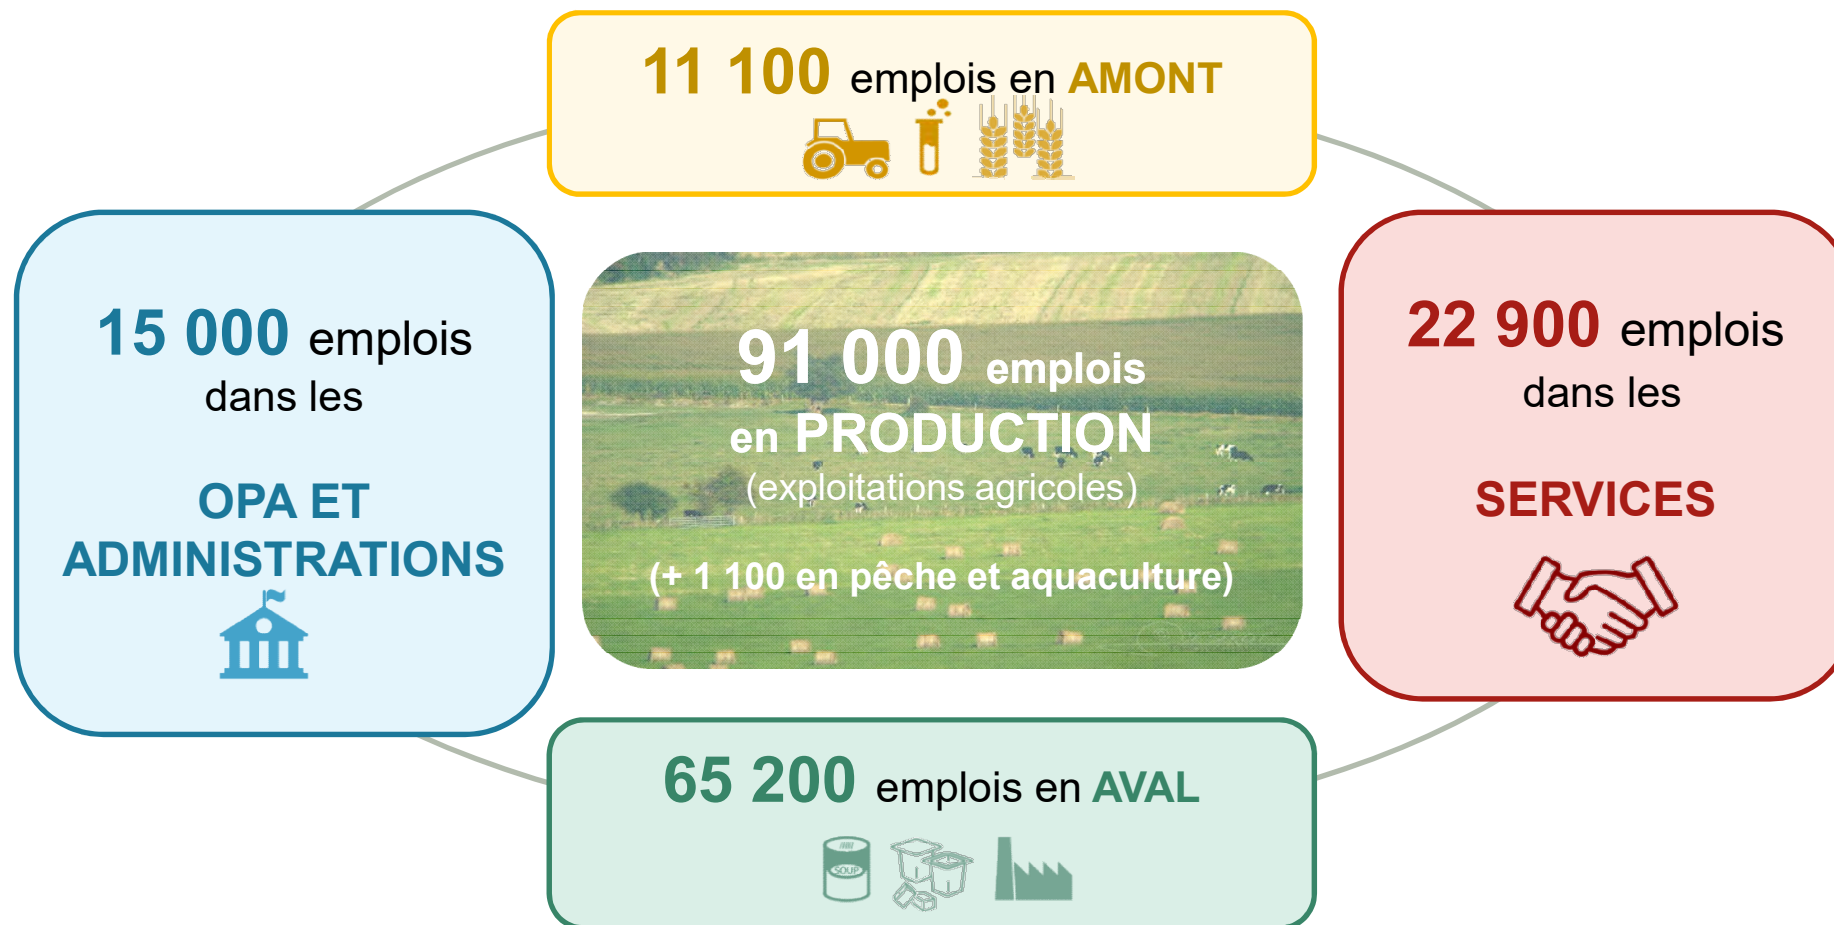 11 100 emplois en AMONT
15 000 emplois
dans les
OPA ET
ADMINISTRATIONS
91 000 emplois
en PRODUCTION
(exploitations agricoles)
(+ 1 100 en pêche et aquaculture)
22 900 emplois
dans les
SERVICES
65 200 emplois en AVAL
SOUP